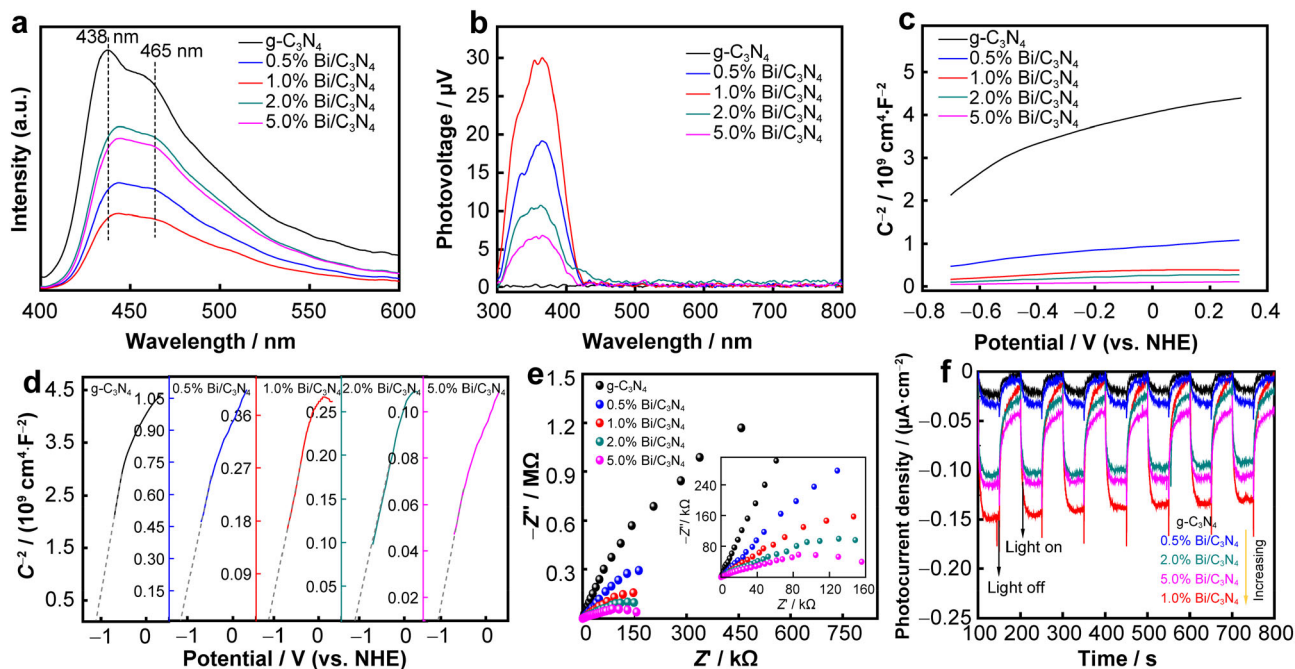 a
438 nm
465 nm
g-C₃N₄
0.5% Bi/C₃N₄
1.0% Bi/C₃N₄
2.0% Bi/C₃N₄
5.0% Bi/C₃N₄
Intensity (a.u.)
400 450 500 550 600
Wavelength / nm
b
g-C₃N₄
0.5% Bi/C₃N₄
1.0% Bi/C₃N₄
2.0% Bi/C₃N₄
5.0% Bi/C₃N₄
Photovoltage / µV
30
25
20
15
10
5
0
300 400 500 600 700 800
Wavelength / nm
c
g-C₃N₄
0.5% Bi/C₃N₄
1.0% Bi/C₃N₄
2.0% Bi/C₃N₄
5.0% Bi/C₃N₄
C⁻² / 10⁹ cm⁴·F⁻²
5
4
3
2
1
0
−0.8 −0.6 −0.4 −0.2 0 0.2 0.4
Potential / V (vs. NHE)
d
g-C₃N₄ 0.5% Bi/C₃N₄ 1.0% Bi/C₃N₄ 2.0% Bi/C₃N₄ 5.0% Bi/C₃N₄
C⁻² / (10⁹ cm⁴·F⁻²)
4.5
3.5
2.5
1.5
0.5
1.05
0.90
0.75
0.60
0.45
0.30
0.15
0.36
0.27
0.18
0.09
0.25
0.20
0.15
0.10
0.05
0.10
0.08
0.06
0.04
0.02
−1 0 −1 0 −1 0 −1 0 −1 0
Potential / V (vs. NHE)
e
g-C₃N₄
0.5% Bi/C₃N₄
1.0% Bi/C₃N₄
2.0% Bi/C₃N₄
5.0% Bi/C₃N₄
−Z'' / MΩ
1.5
1.2
0.9
0.6
0.3
−Z'' / kΩ
240
160
80
0 40 80 120 160
Z' / kΩ
0 150 300 450 600 750
Z' / kΩ
f
Photocurrent density / (µA·cm⁻²)
0
−0.05
−0.10
−0.15
−0.20
−0.25
Light on
Light off
g-C₃N₄
0.5% Bi/C₃N₄
2.0% Bi/C₃N₄
5.0% Bi/C₃N₄
1.0% Bi/C₃N₄
Increasing
100 200 300 400 500 600 700 800
Time / s